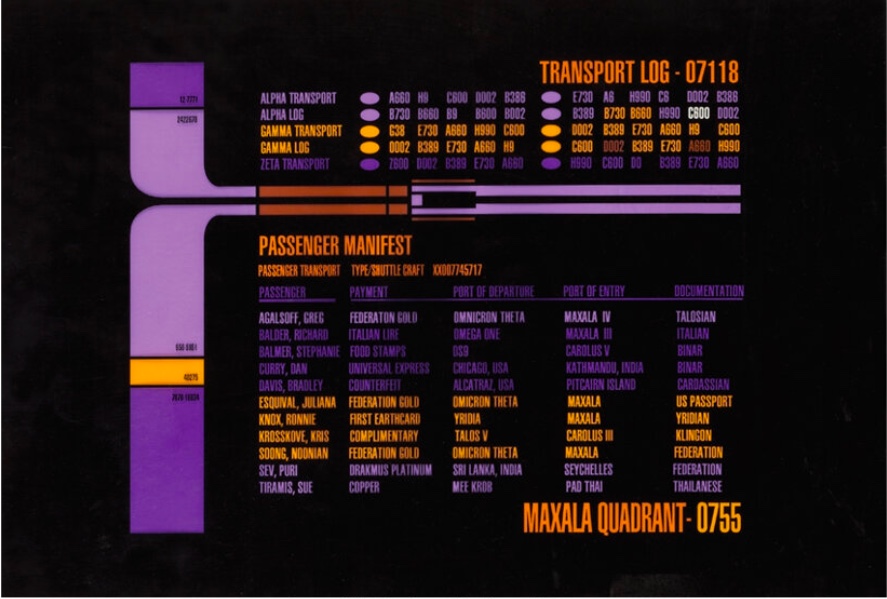 TRANSPORT LOG - 07118
12-7271
2422670
ALPHA TRANSPORT A660 H9 C600 D002 B386 E730 A6 H990 C6 D002 B386
ALPHA LOG B730 B660 B9 B600 B002 B389 B730 B660 H990 C600 D002
GAMMA TRANSPORT G38 E730 A660 H990 C600 D002 B389 E730 A660 H9 C600
GAMMA LOG D002 B389 E730 A660 H9 C600 D002 B389 E730 A660 H990
ZETA TRANSPORT Z600 D002 B389 E730 A660 H990 C600 D0 B389 E730 A660
PASSENGER MANIFEST
PASSENGER TRANSPORT TYPE/SHUTTLE CRAFT XX007745717
PASSENGER PAYMENT PORT OF DEPARTURE PORT OF ENTRY DOCUMENTATION
AGALSOFF, GREG FEDERATON GOLD OMNICRON THETA MAXALA IV TALOSIAN
BALDER, RICHARD ITALIAN LIRE OMEGA ONE MAXALA III ITALIAN
BALMER, STEPHANIE FOOD STAMPS DS9 CAROLUS V BINAR
CURRY, DAN UNIVERSAL EXPRESS CHICAGO, USA KATHMANDU, INDIA BINAR
DAVIS, BRADLEY COUNTERFEIT ALCATRAZ, USA PITCAIRN ISLAND CARDASSIAN
ESQUIVAL, JULIANA FEDERATION GOLD OMICRON THETA MAXALA US PASSPORT
KNOX, RONNIE FIRST EARTHCARD YRIDIA MAXALA YRIDIAN
KROSSKOVE, KRIS COMPLIMENTARY TALOS V CAROLUS III KLINGON
SOONG, NOONIAN FEDERATION GOLD OMICRON THETA MAXALA FEDERATION
SEV, PURI DRAKMUS PLATINUM SRI LANKA, INDIA SEYCHELLES FEDERATION
TIRAMIS, SUE COPPER MEE KROB PAD THAI THAILANESE
MAXALA QUADRANT- 0755